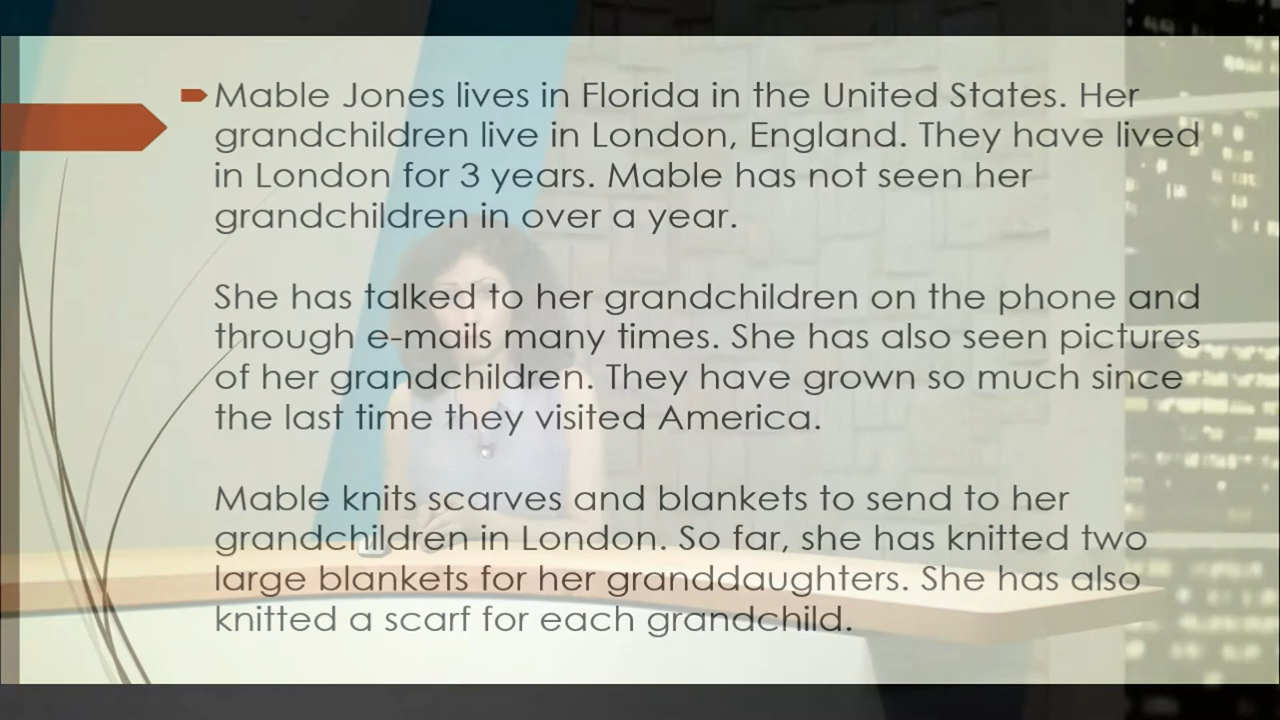 Mable Jones lives in Florida in the United States. Her
grandchildren live in London, England. They have lived
in London for 3 years. Mable has not seen her
grandchildren in over a year.
She has talked to her grandchildren on the phone and
through e-mails many times. She has also seen pictures
of her grandchildren. They have grown so much since
the last time they visited America.
Mable knits scarves and blankets to send to her
grandchildren in London. So far, she has knitted two
large blankets for her granddaughters. She has also
knitted a scarf for each grandchild.